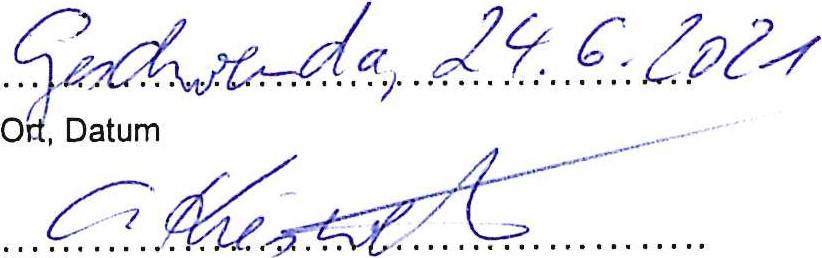 Geschwenda, 24.6.2021
Ort, Datum